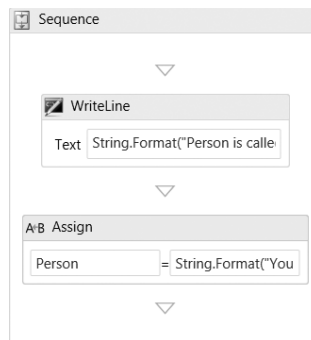 Sequence
WriteLine
Text String.Format("Person is calle
A+B Assign
Person = String.Format("You